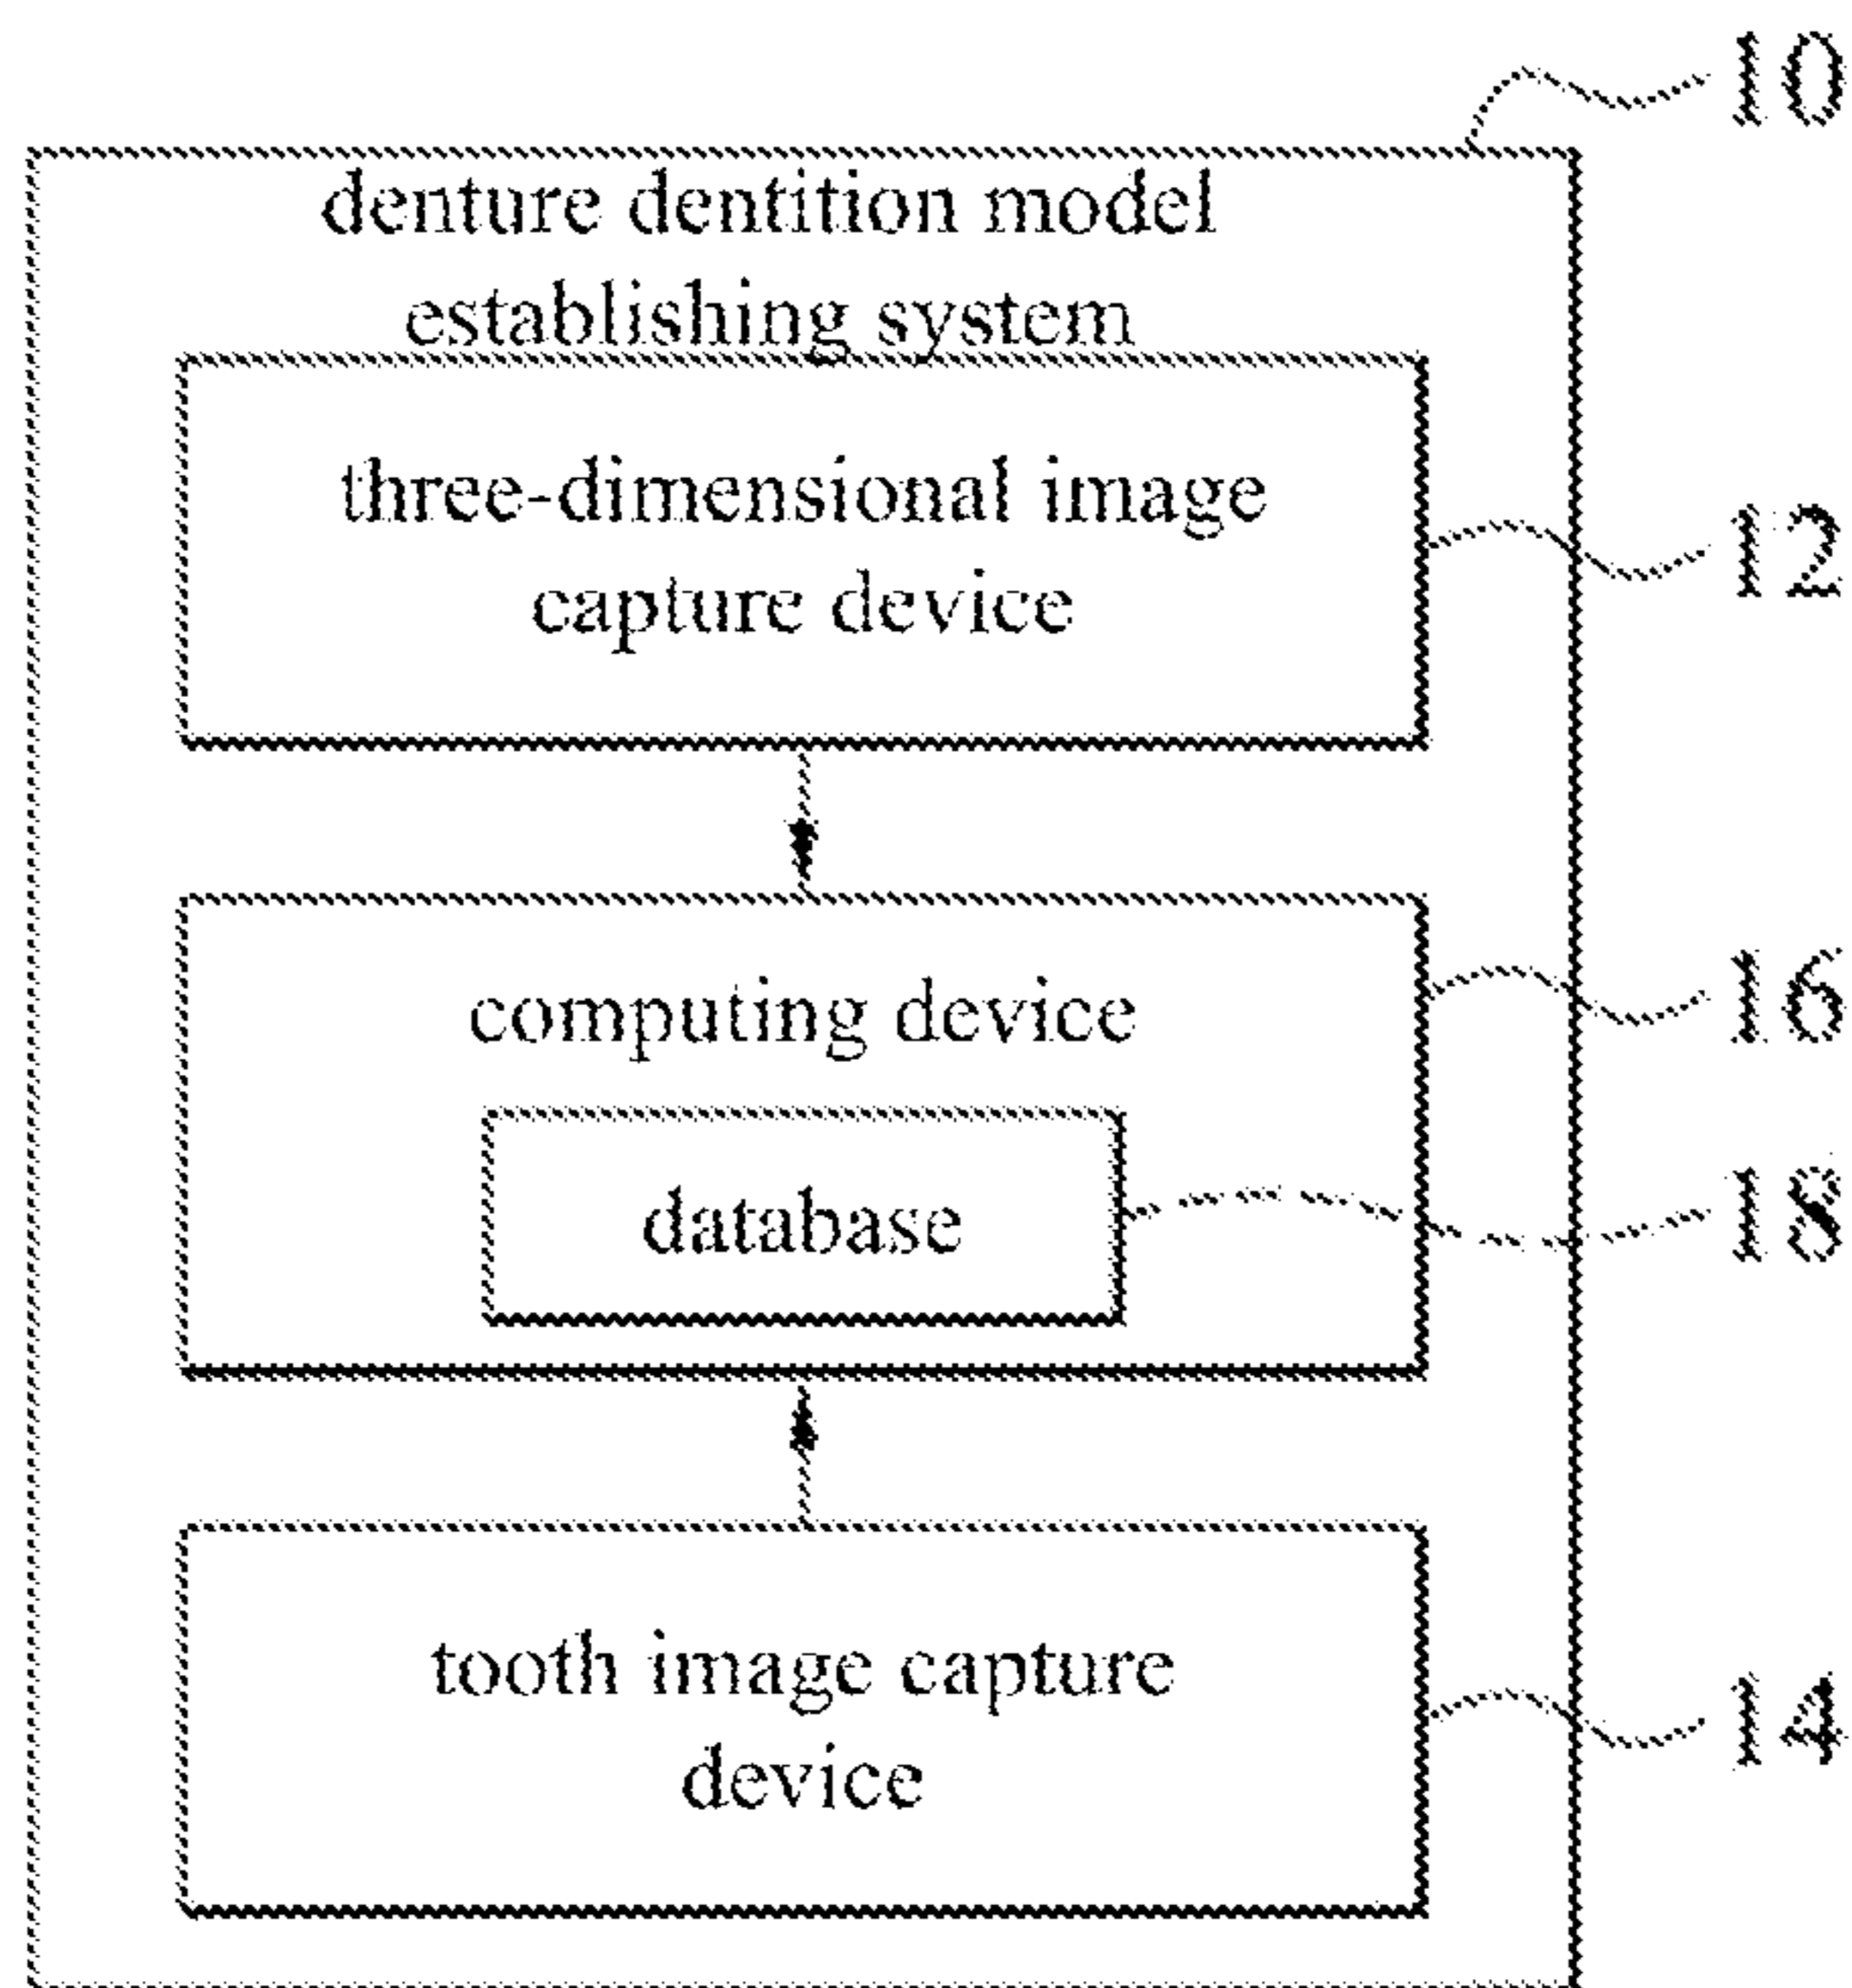 10
denture dentition model
establishing system
three-dimensional image
capture device
12
computing device
16
database
18
tooth image capture
device
14